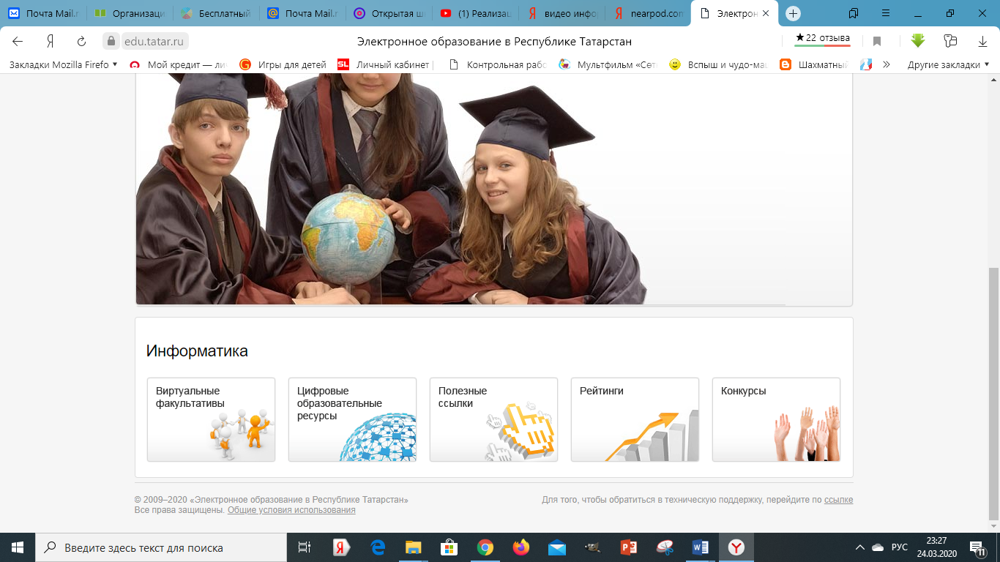 Почта Mail.r
Организаци
Бесплатный
Почта Mail.r
Открытая ш
(1) Реализац
видео инфо
nearpod.com
Электрон
Я
edu.tatar.ru
Электронное образование в Республике Татарстан
★22 отзыва
Закладки Mozilla Firefo
Мой кредит — ли
Игры для детей
SL
Личный кабинет |
Контрольная раб
Мультфильм «Сет
Вспыш и чудо-ма
Шахматный
Другие закладки
Информатика
Виртуальные
факультативы
Цифровые
образовательные
ресурсы
Полезные
ссылки
Рейтинги
Конкурсы
© 2009–2020 «Электронное образование в Республике Татарстан»
Все права защищены. Общие условия использования
Для того, чтобы обратиться в техническую поддержку, перейдите по ссылке
Введите здесь текст для поиска
РУС
23:27
24.03.2020
11